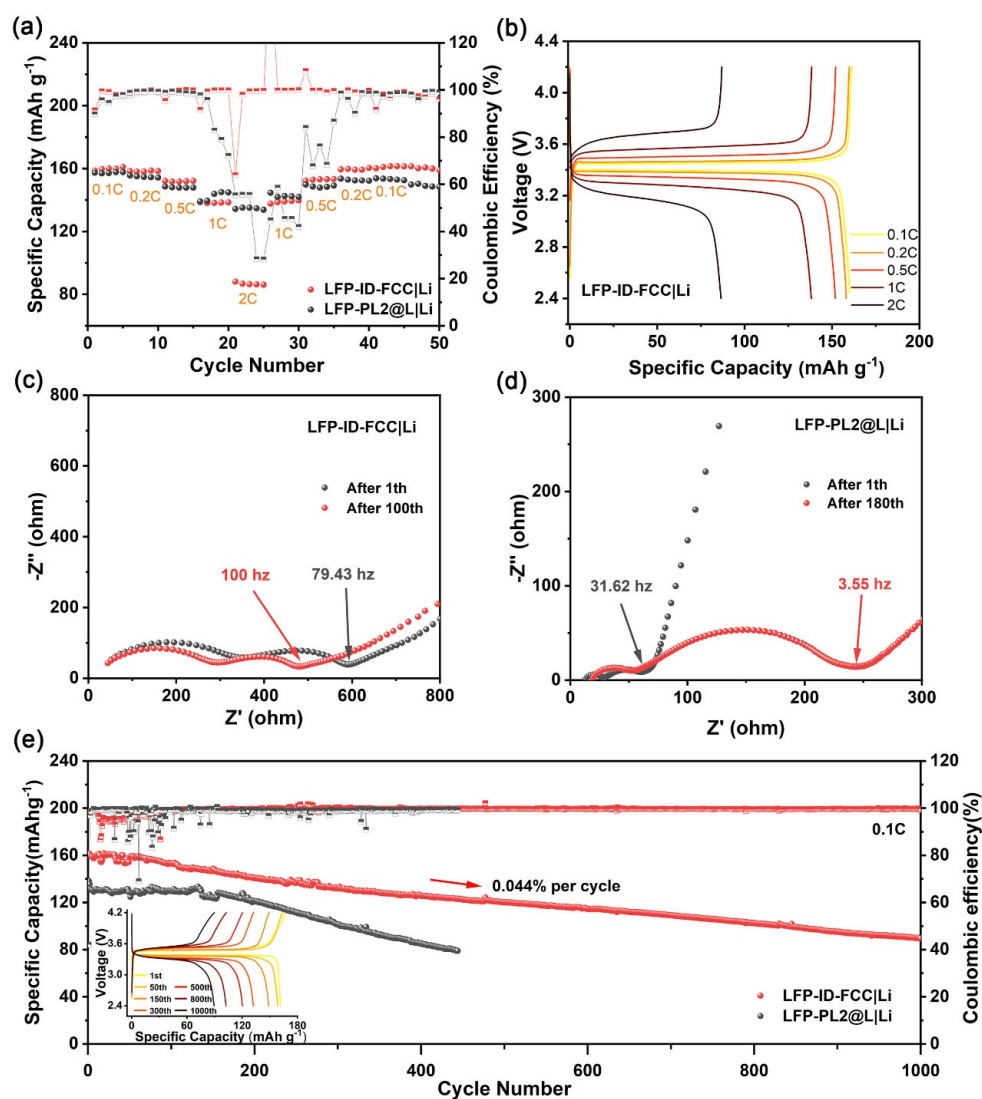 (a)
240
200
160
120
80
Specific Capacity (mAh g⁻¹)
120
100
80
60
40
20
0
Coulombic Efficiency (%)
0.1C
0.2C
0.5C
1C
2C
1C
0.5C
0.2C
0.1C
LFP-ID-FCC|Li
LFP-PL2@L|Li
0 10 20 30 40 50
Cycle Number
(b)
4.4
4.0
3.6
3.2
2.8
2.4
Voltage (V)
0.1C
0.2C
0.5C
1C
2C
LFP-ID-FCC|Li
0 50 100 150 200
Specific Capacity (mAh g⁻¹)
(c)
800
600
400
200
0
-Z'' (ohm)
LFP-ID-FCC|Li
After 1th
After 100th
100 hz
79.43 hz
0 200 400 600 800
Z' (ohm)
(d)
300
200
100
0
-Z'' (ohm)
LFP-PL2@L|Li
After 1th
After 180th
31.62 hz
3.55 hz
0 100 200 300
Z' (ohm)
(e)
240
200
160
120
80
40
0
Specific Capacity(mAhg⁻¹)
120
100
80
60
40
20
0
Coulombic efficiency(%)
0.1C
0.044% per cycle
4.2
3.6
3.0
2.4
Voltage (V)
1st
50th 500th
150th 800th
300th 1000th
0 60 120 180
Specific Capacity (mAh g⁻¹)
LFP-ID-FCC|Li
LFP-PL2@L|Li
0 200 400 600 800 1000
Cycle Number